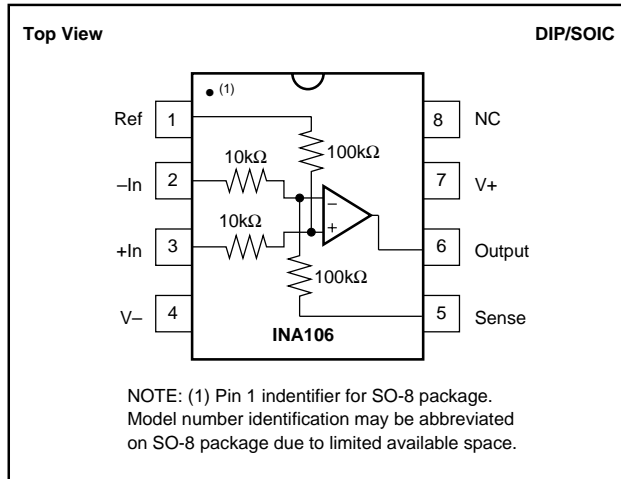 Top View DIP/SOIC
(1)
Ref 1 8 NC
10kΩ 100kΩ
–In 2 7 V+
–
10kΩ
+In 3 + 6 Output
100kΩ
V– 4 5 Sense
INA106
NOTE: (1) Pin 1 indentifier for SO-8 package.
Model number identification may be abbreviated
on SO-8 package due to limited available space.